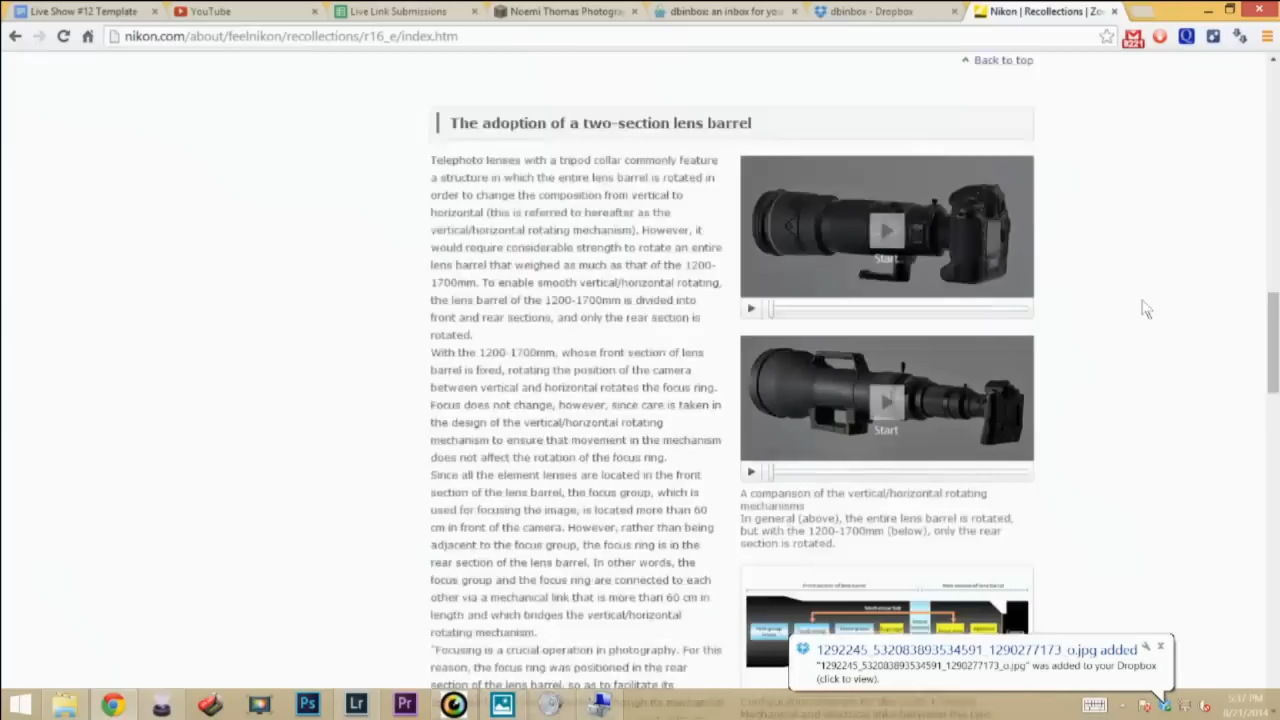 Live Show #12 Template
YouTube
Live Link Submissions
Noemi Thomas Photogra
dbinbox: an inbox for you
dbinbox - Dropbox
Nikon | Recollections | Zo
nikon.com/about/feelnikon/recollections/r16_e/index.htm
Back to top
The adoption of a two-section lens barrel
Telephoto lenses with a tripod collar commonly feature
a structure in which the entire lens barrel is rotated in
order to change the composition from vertical to
horizontal (this is referred to hereafter as the
vertical/horizontal rotating mechanism). However, it
would require considerable strength to rotate an entire
lens barrel that weighed as much as that of the 1200-
1700mm. To enable smooth vertical/horizontal rotating,
the lens barrel of the 1200-1700mm is divided into
front and rear sections, and only the rear section is
rotated.
With the 1200-1700mm, whose front section of lens
barrel is fixed, rotating the position of the camera
between vertical and horizontal rotates the focus ring.
Focus does not change, however, since care is taken in
the design of the vertical/horizontal rotating
mechanism to ensure that movement in the mechanism
does not affect the rotation of the focus ring.
Since all the element lenses are located in the front
section of the lens barrel, the focus group, which is
used for focusing the image, is located more than 60
cm in front of the camera. However, rather than being
adjacent to the focus group, the focus ring is in the
rear section of the lens barrel. In other words, the
focus group and the focus ring are connected to each
other via a mechanical link that is more than 60 cm in
length and which bridges the vertical/horizontal
rotating mechanism.
"Focusing is a crucial operation in photography. For this
reason, the focus ring was positioned in the rear
section of the lens barrel, so as to facilitate its
Start
Start
A comparison of the vertical/horizontal rotating
mechanisms
In general (above), the entire lens barrel is rotated,
but with the 1200-1700mm (below), only the rear
section is rotated.
Mechanical link
1292245_532083893534591_1290277173_o.jpg added
"1292245_532083893534591_1290277173_o.jpg" was added to your Dropbox
(click to view).
Ps
Lr
Pr
5:37 PM
8/21/2014